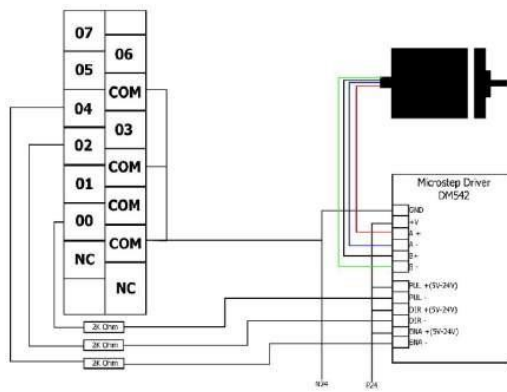 07
06
05
COM
04
03
02
COM
01
COM
00
COM
NC
NC
2K Ohm
2K Ohm
2K Ohm
Microstep Driver
DM542
GND
+V
A +
A -
B+
B -
PUL +(5V-24V)
PUL -
DIR +(5V-24V)
DIR -
ENA +(5V-24V)
ENA -
P24